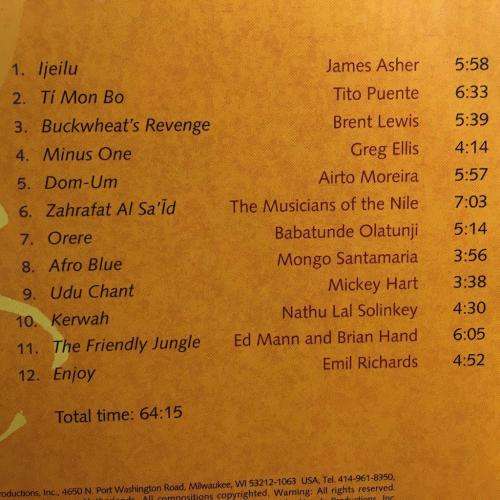 1. Ijeilu James Asher 5:58
2. Tí Mon Bo Tito Puente 6:33
3. Buckwheat's Revenge Brent Lewis 5:39
4. Minus One Greg Ellis 4:14
5. Dom-Um Airto Moreira 5:57
6. Zahrafat Al Sa'Īd The Musicians of the Nile 7:03
7. Orere Babatunde Olatunji 5:14
8. Afro Blue Mongo Santamaria 3:56
9. Udu Chant Mickey Hart 3:38
10. Kerwah Nathu Lal Solinkey 4:30
11. The Friendly Jungle Ed Mann and Brian Hand 6:05
12. Enjoy Emil Richards 4:52
Total time: 64:15
roductions, Inc., 4650 N. Port Washington Road, Milwaukee, WI 53212-1063 USA, Tel. 414-961-8350,
All compositions copyrighted. Warning: All rights reserved.